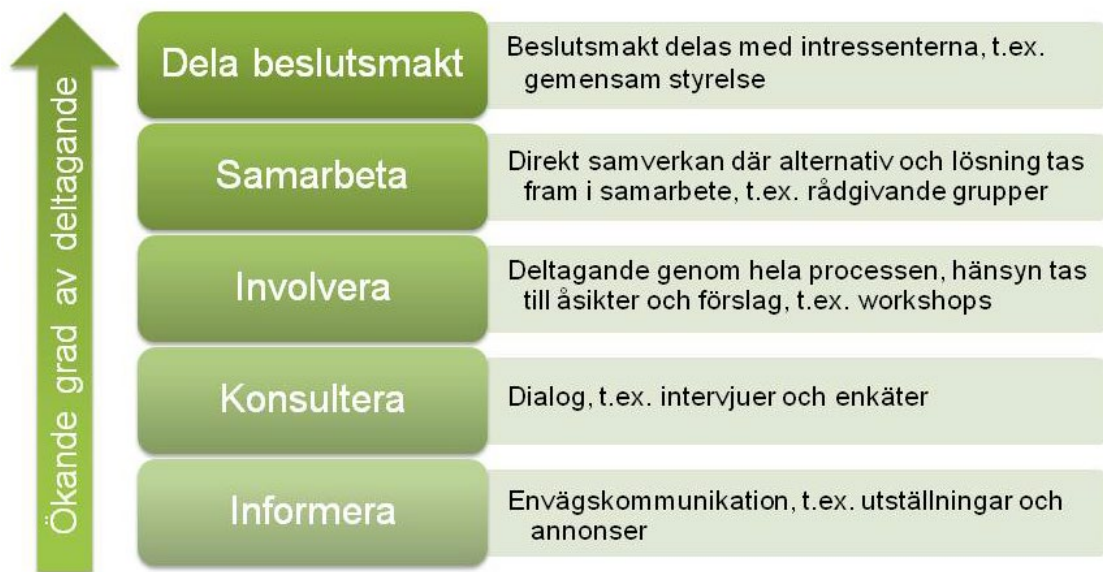 Ökande grad av deltagande
Dela beslutsmakt
Beslutsmakt delas med intressenterna, t.ex.
gemensam styrelse
Samarbeta
Direkt samverkan där alternativ och lösning tas
fram i samarbete, t.ex. rådgivande grupper
Involvera
Deltagande genom hela processen, hänsyn tas
till åsikter och förslag, t.ex. workshops
Konsultera
Dialog, t.ex. intervjuer och enkäter
Informera
Envägskommunikation, t.ex. utställningar och
annonser